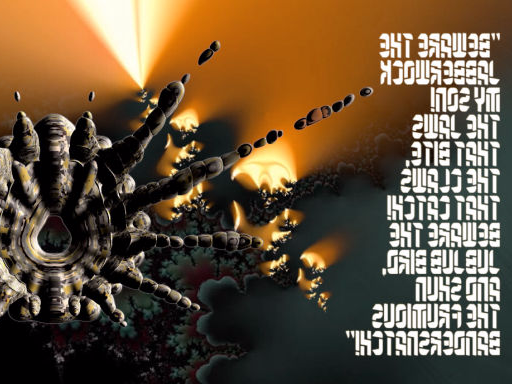 "BEWARE THE
JABBERWOCK
MY SON!
THE JAWS
THAT BITE,
THE CLAWS
THAT CATCH!
BEWARE THE
JUBJUB BIRD,
AND SHUN
THE FRUMIOUS
BANDERSNATCH!"